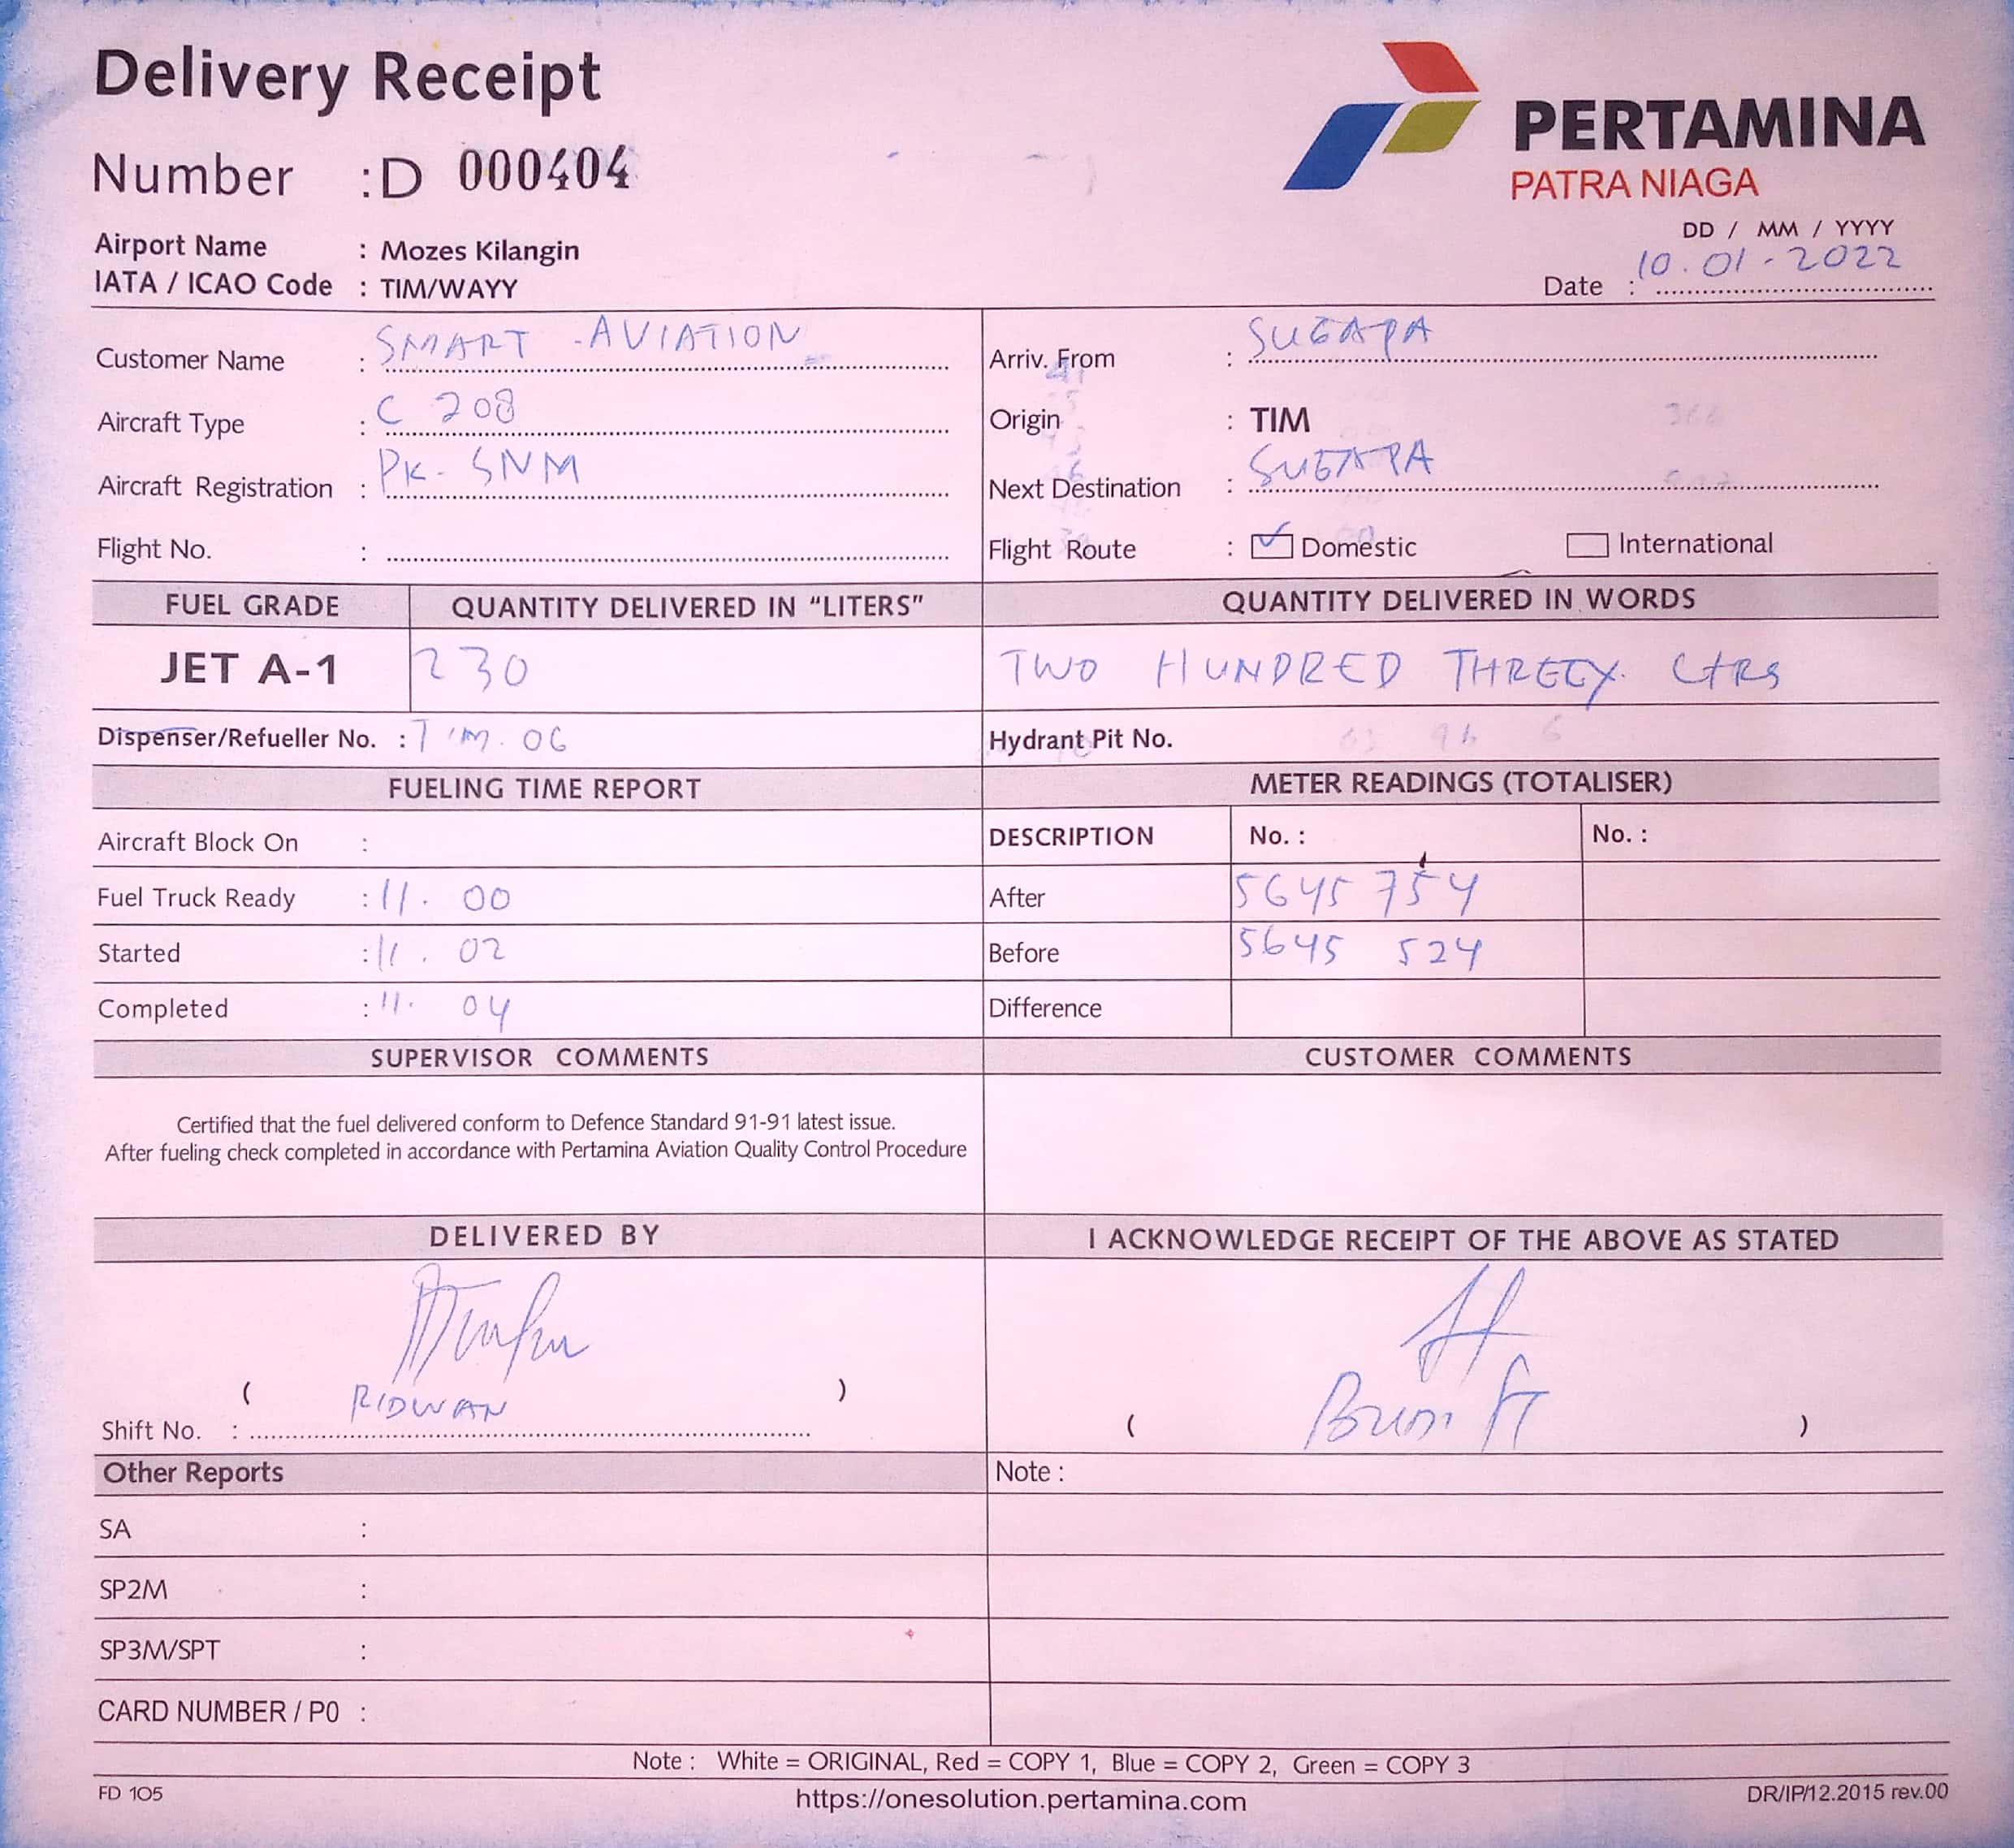 Delivery Receipt
PERTAMINA
PATRA NIAGA
Number : D 000404
DD / MM / YYYY
Airport Name : Mozes Kilangin
IATA / ICAO Code : TIM/WAYY
Date : 10.01-2022
Customer Name : SMART AVIATION
Arriv. From : SUGAPA
Aircraft Type : C 208
Origin : TIM
Aircraft Registration : PK-SNM
Next Destination : SUGAPA
Flight No. :
Flight Route : Domestic International
FUEL GRADE QUANTITY DELIVERED IN “LITERS” QUANTITY DELIVERED IN WORDS
JET A-1 230 TWO HUNDRED THREEY. LTRS
Dispenser/Refueller No. : TIM. 06 Hydrant Pit No.
FUELING TIME REPORT METER READINGS (TOTALISER)
Aircraft Block On : DESCRIPTION No. : No. :
Fuel Truck Ready : 11. 00 After 5645 754
Started : 11. 02 Before 5645 524
Completed : 11. 04 Difference
SUPERVISOR COMMENTS CUSTOMER COMMENTS
Certified that the fuel delivered conform to Defence Standard 91-91 latest issue.
After fueling check completed in accordance with Pertamina Aviation Quality Control Procedure
DELIVERED BY I ACKNOWLEDGE RECEIPT OF THE ABOVE AS STATED
( RIDWAN ) ( )
Shift No. :
Other Reports Note :
SA :
SP2M :
SP3M/SPT :
CARD NUMBER / P0 :
Note : White = ORIGINAL, Red = COPY 1, Blue = COPY 2, Green = COPY 3
FD 105 https://onesolution.pertamina.com DR/IP/12.2015 rev.00